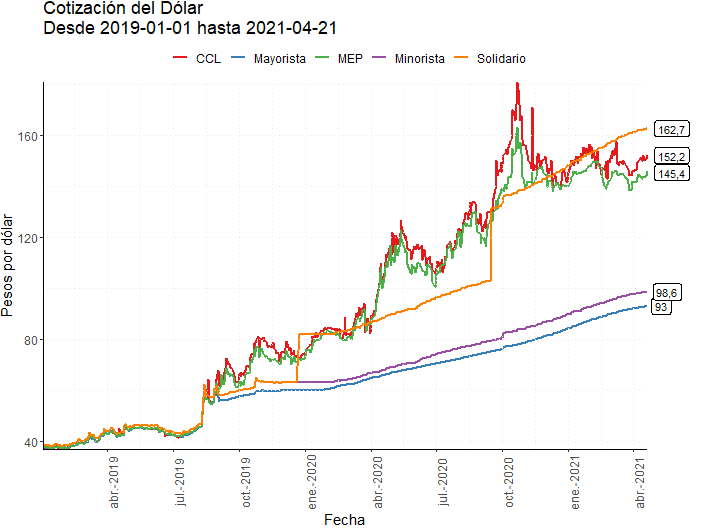 Cotización del Dólar
Desde 2019-01-01 hasta 2021-04-21
CCL Mayorista MEP Minorista Solidario
Pesos por dólar
160
120
80
40
162,7
152,2
145,4
98,6
93
abr.-2019
jul.-2019
oct.-2019
ene.-2020
abr.-2020
jul.-2020
oct.-2020
ene.-2021
abr.-2021
Fecha